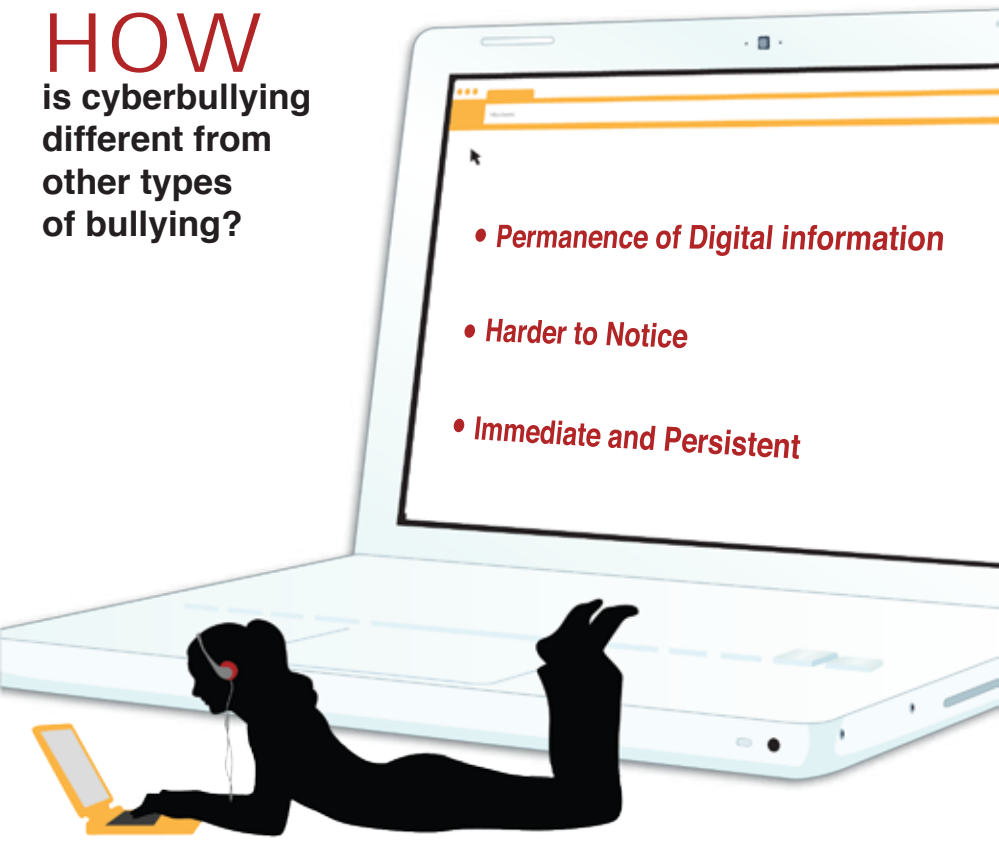 HOW
is cyberbullying
different from
other types
of bullying?
• Permanence of Digital information
• Harder to Notice
• Immediate and Persistent